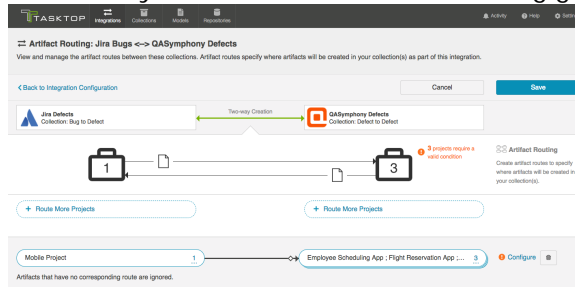 TASKTOP
Integrations Collections Models Repositories
Activity Help
Artifact Routing: Jira Bugs <--> QASymphony Defects
View and manage the artifact routes between these collections. Artifact routes specify where artifacts will be created in your collection(s) as part of this integration.
Back to Integration Configuration
Cancel
Save
Jira Defects
Collection: Bug to Defect
Two-way Creation
QASymphony Defects
Collection: Defect to Defect
1
3
3 projects require a
valid condition
Artifact Routing
Create artifact routes to specify
where artifacts will be created in
your collection(s).
+ Route More Projects
+ Route More Projects
Mobile Project 1
Employee Scheduling App ; Flight Reservation App ;... 3
Configure
Artifacts that have no corresponding route are ignored.